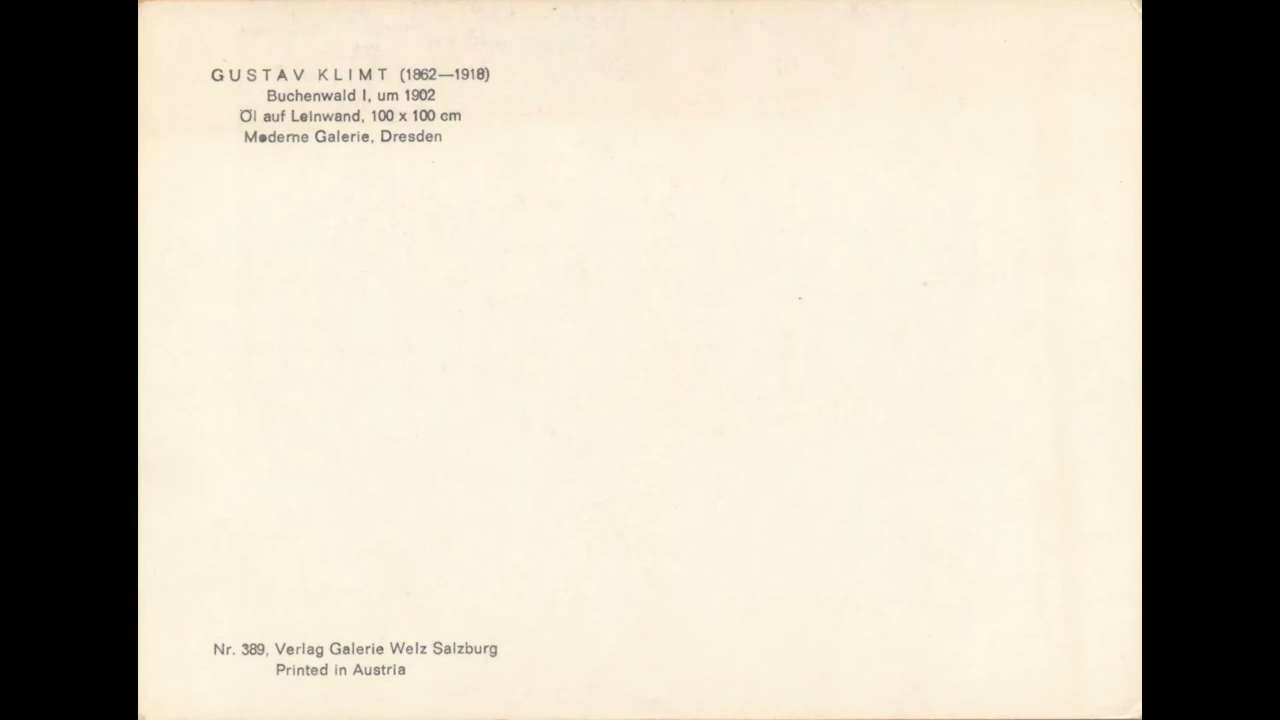 GUSTAV KLIMT (1862—1918)
Buchenwald I, um 1902
Öl auf Leinwand, 100 x 100 cm
Moderne Galerie, Dresden
Nr. 389, Verlag Galerie Welz Salzburg
Printed in Austria